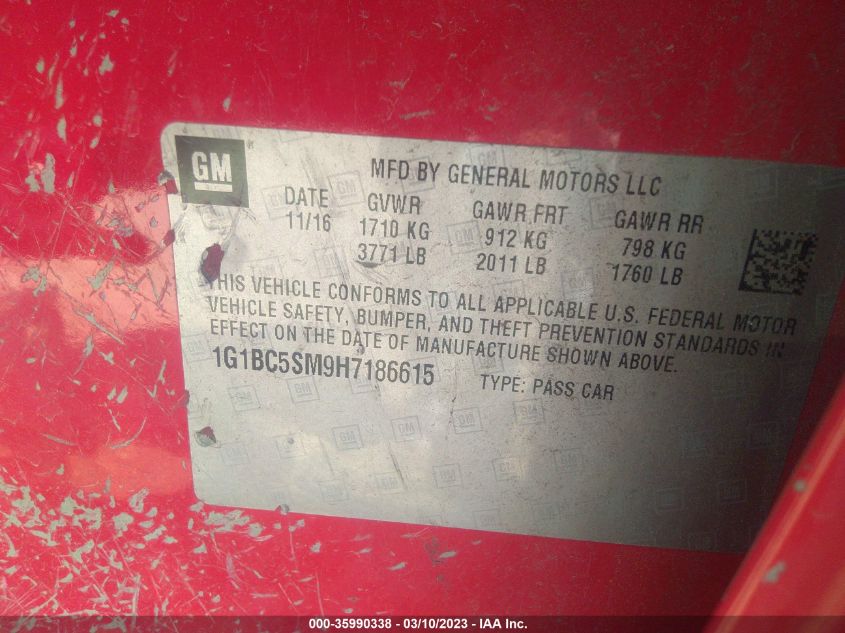 GM
MFD BY GENERAL MOTORS LLC
DATE GVWR GAWR FRT GAWR RR
11/16 1710 KG 912 KG 798 KG
3771 LB 2011 LB 1760 LB
THIS VEHICLE CONFORMS TO ALL APPLICABLE U.S. FEDERAL MOTOR
VEHICLE SAFETY, BUMPER, AND THEFT PREVENTION STANDARDS IN
EFFECT ON THE DATE OF MANUFACTURE SHOWN ABOVE.
1G1BC5SM9H7186615 TYPE: PASS CAR
000-35990338 - 03/10/2023 - IAA Inc.